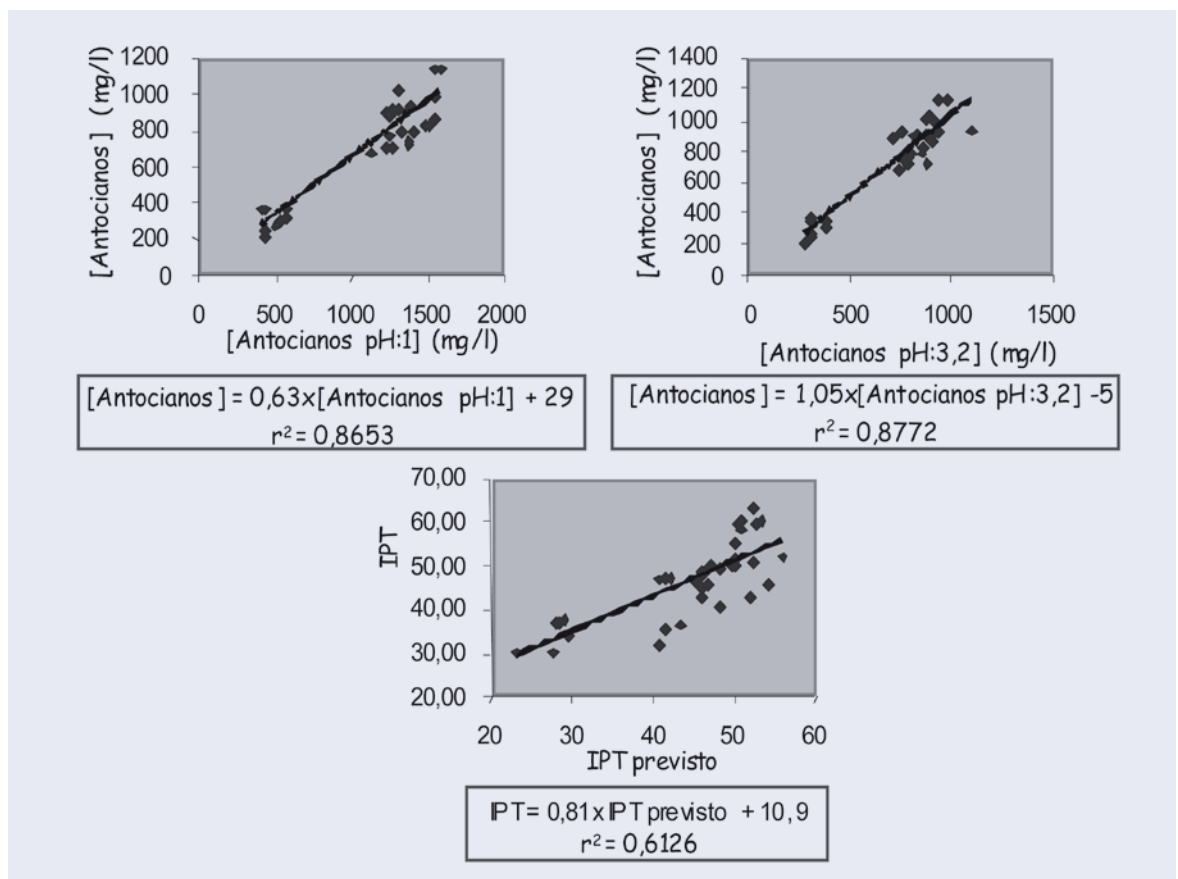 [Antocianos] (mg/l)
1200
1000
800
600
400
200
0
0 500 1000 1500 2000
[Antocianos pH:1] (mg/l)
[Antocianos] = 0,63x[Antocianos pH:1] + 29
r² = 0,8653
[Antocianos] (mg/l)
1400
1200
1000
800
600
400
200
0
0 500 1000 1500
[Antocianos pH:3,2] (mg/l)
[Antocianos] = 1,05x[Antocianos pH:3,2] -5
r² = 0,8772
IPT
70,00
60,00
50,00
40,00
30,00
20,00
20 30 40 50 60
IPT previsto
IPT= 0,81x IPT previsto + 10,9
r² = 0,6126